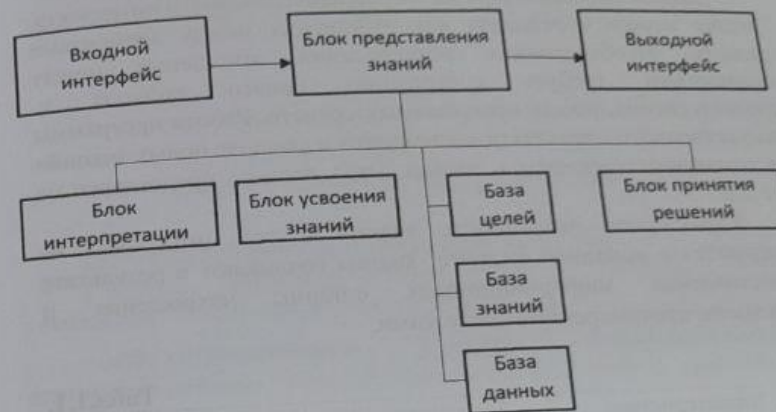 Входной
интерфейс
Блок представления
знаний
Выходной
интерфейс
Блок
интерпретации
Блок усвоения
знаний
База
целей
Блок принятия
решений
База
знаний
База
данных